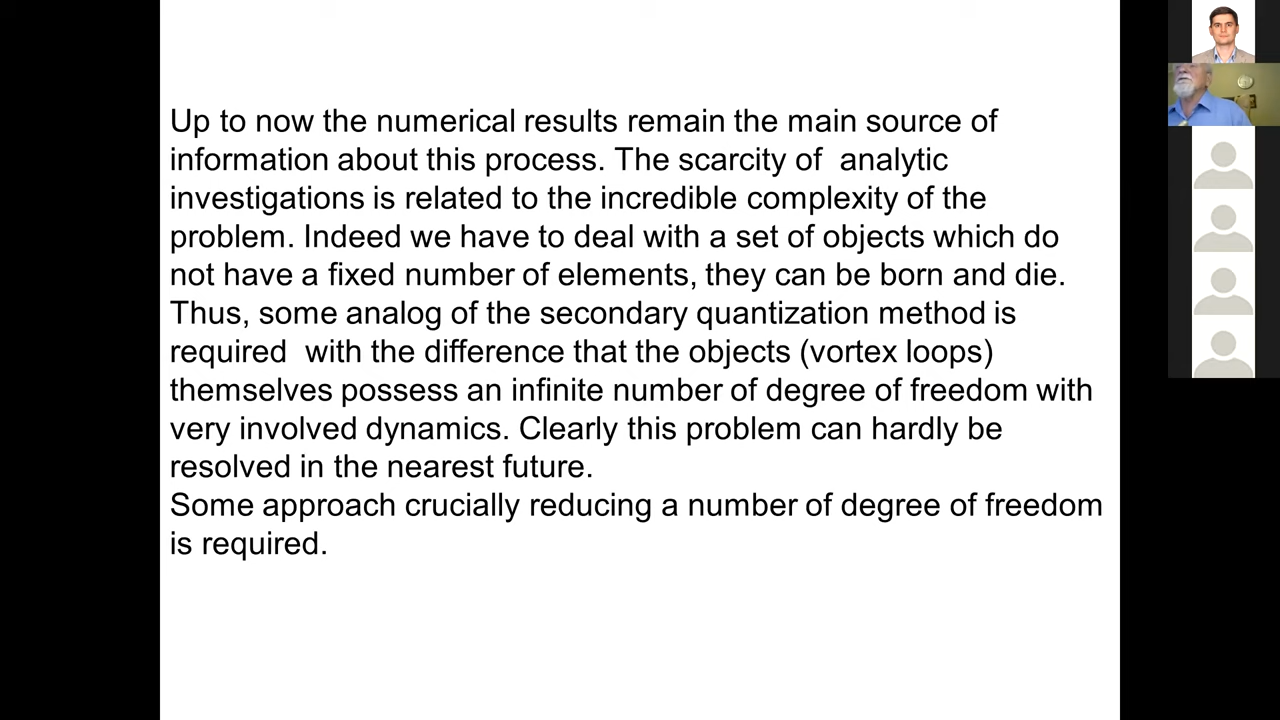 Up to now the numerical results remain the main source of
information about this process. The scarcity of  analytic
investigations is related to the incredible complexity of the
problem. Indeed we have to deal with a set of objects which do
not have a fixed number of elements, they can be born and die.
Thus, some analog of the secondary quantization method is
required  with the difference that the objects (vortex loops)
themselves possess an infinite number of degree of freedom with
very involved dynamics. Clearly this problem can hardly be
resolved in the nearest future.
Some approach crucially reducing a number of degree of freedom
is required.